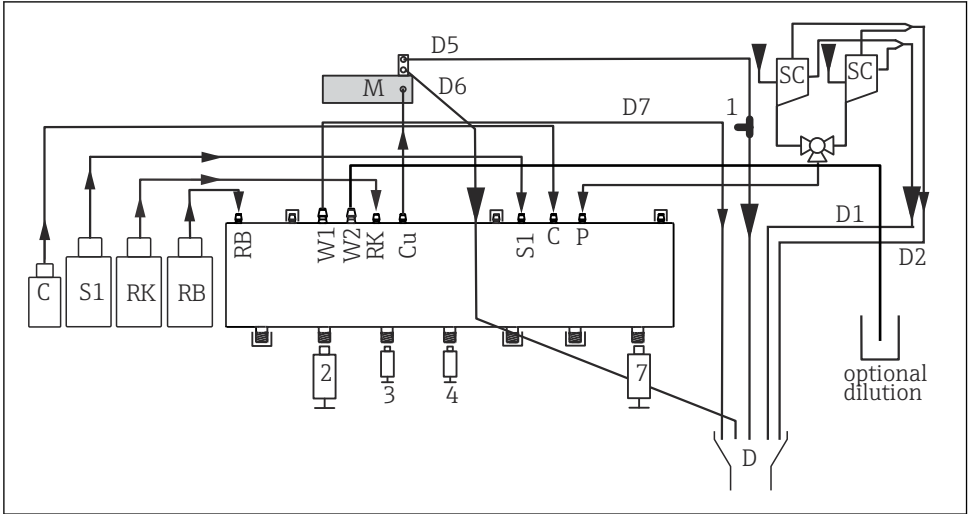 D5
M
D6
D7
1
SC
SC
RB
W1
W2
RK
Cu
S1
C
P
D1
D2
C
S1
RK
RB
2
3
4
7
optional
dilution
D